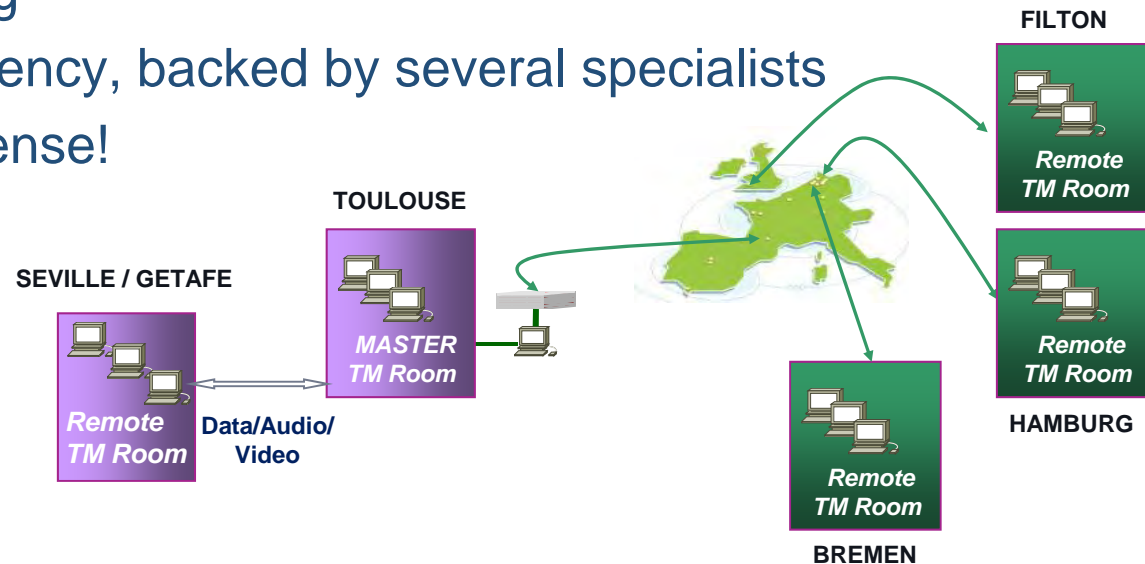 ency, backed by several specialists
ense!
FILTON
Remote
TM Room
TOULOUSE
MASTER
TM Room
SEVILLE / GETAFE
Remote
TM Room
Data/Audio/
Video
Remote
TM Room
HAMBURG
Remote
TM Room
BREMEN